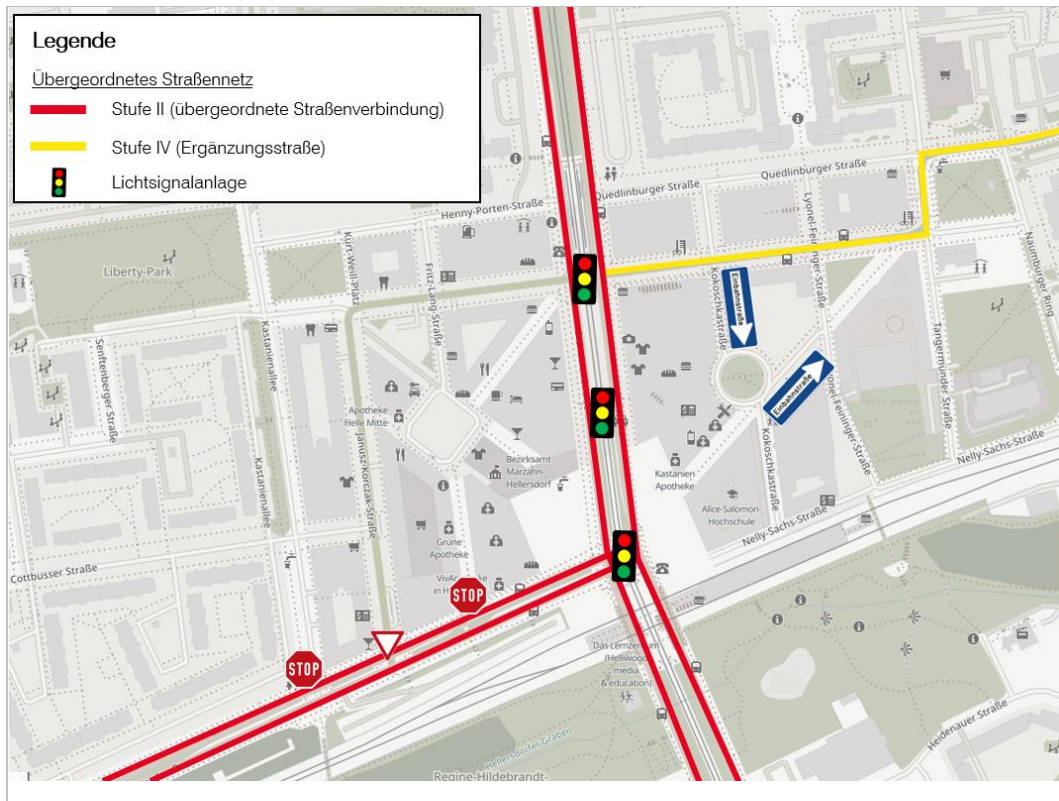 Legende
Übergeordnetes Straßennetz
Stufe II (übergeordnete Straßenverbindung)
Stufe IV (Ergänzungsstraße)
Lichtsignalanlage
Quedlinburger Straße
Quedlinburger Straße
Henny-Porten-Straße
Lyonel-Feininger-Straße
Naumburger Ring
Liberty-Park
Kurt-Weill-Platz
Fritz-Lang-Straße
Kokoschkastraße
Einbahnstraße
Tangermünder Straße
Senftenberger Straße
Kastanienallee
Einbahnstraße
yonel-Feininger-Straße
Apotheke
Helle Mitte
Janusz-Korczak-Straße
Kokoschkastraße
Bezirksamt
Marzahn-
Hellersdorf
Kastanien
Apotheke
Nelly-Sachs-Straße
Kastanienallee
Alice-Salomon-
Hochschule
Nelly-Sachs-Straße
Grüne
Apotheke
Cottbusser Straße
in H
STOP
STOP
Das Lernzentrum
(Helliwood
media
& education)
Heidenauer Straße
Hellersdorfer Graben
Regine-Hildebrandt-